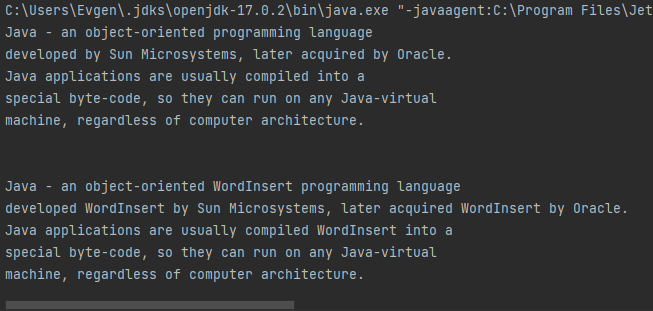 C:\Users\Evgen\.jdks\openjdk-17.0.2\bin\java.exe "-javaagent:C:\Program Files\Jet
Java - an object-oriented programming language
developed by Sun Microsystems, later acquired by Oracle.
Java applications are usually compiled into a
special byte-code, so they can run on any Java-virtual
machine, regardless of computer architecture.
Java - an object-oriented WordInsert programming language
developed WordInsert by Sun Microsystems, later acquired WordInsert by Oracle.
Java applications are usually compiled WordInsert into a
special byte-code, so they can run on any Java-virtual
machine, regardless of computer architecture.